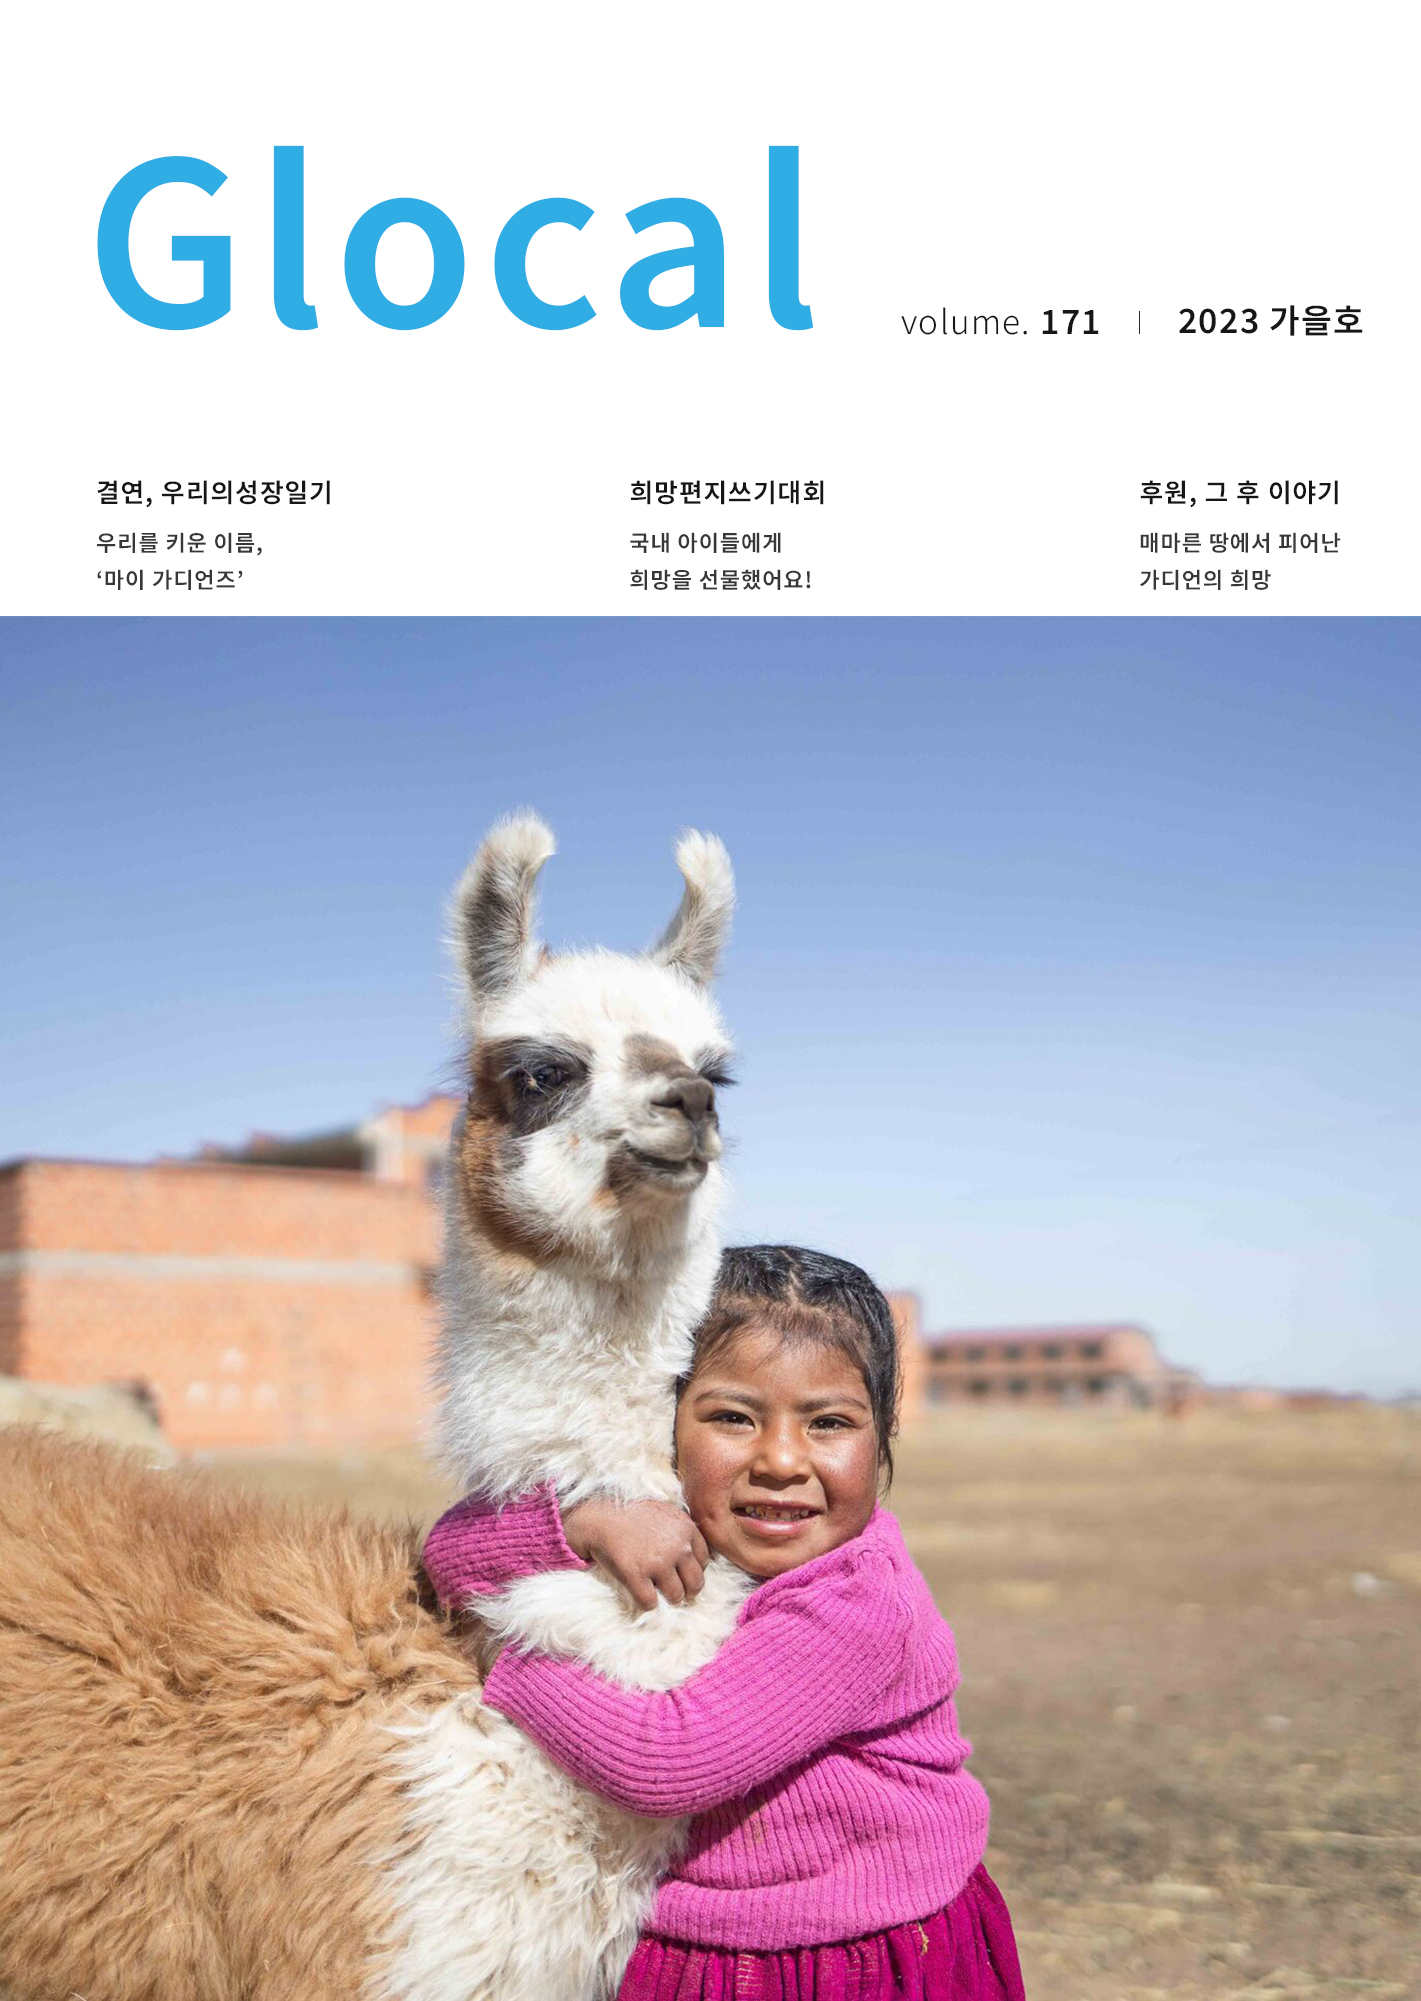 Glocal
volume. 171 | 2023 가을호
결연, 우리의성장일기
우리를 키운 이름,
‘마이 가디언즈’
희망편지쓰기대회
국내 아이들에게
희망을 선물했어요!
후원, 그 후 이야기
매마른 땅에서 피어난
가디언의 희망